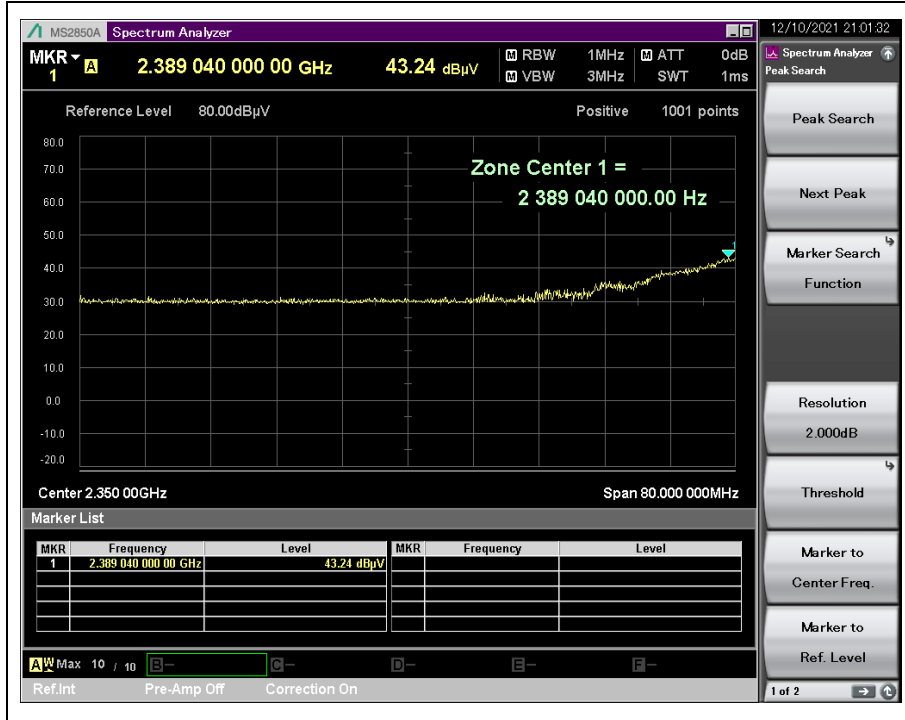 MS2850A Spectrum Analyzer
12/10/2021 21:01:32
MKR A 2.389 040 000 00 GHz 43.24 dBµV M RBW 1MHz M ATT 0dB
1 M VBW 3MHz SWT 1ms
Reference Level 80.00dBµV Positive 1001 points
Zone Center 1 =
2 389 040 000.00 Hz
80.0
70.0
60.0
50.0
40.0
30.0
20.0
10.0
0.0
-10.0
-20.0
1
Center 2.350 00GHz Span 80.000 000MHz
Marker List
MKR Frequency Level MKR Frequency Level
1 2.389 040 000 00 GHz 43.24 dBµV
A W Max 10 / 10 B- C- D- E- F-
Ref.Int Pre-Amp Off Correction On
Spectrum Analyzer
Peak Search
Peak Search
Next Peak
Marker Search
Function
Resolution
2.000dB
Threshold
Marker to
Center Freq.
Marker to
Ref. Level
1 of 2